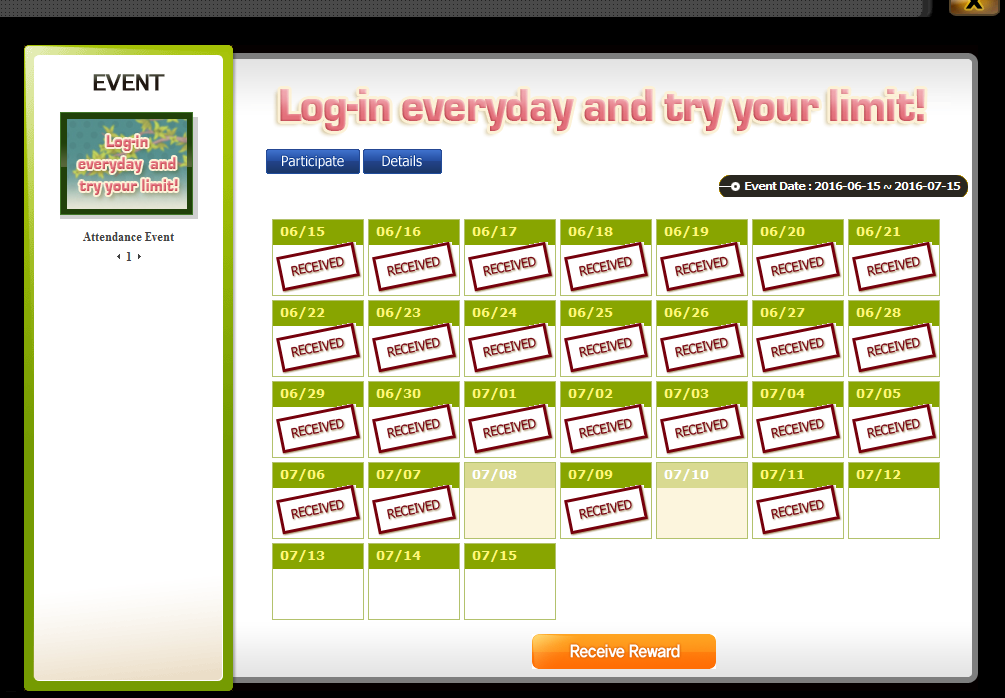 X
EVENT
Log-in
everyday and
try your limit!
Attendance Event
1
Log-in everyday and try your limit!
Participate Details
Event Date : 2016-06-15 ~ 2016-07-15
06/15 06/16 06/17 06/18 06/19 06/20 06/21
RECEIVED RECEIVED RECEIVED RECEIVED RECEIVED RECEIVED RECEIVED
06/22 06/23 06/24 06/25 06/26 06/27 06/28
RECEIVED RECEIVED RECEIVED RECEIVED RECEIVED RECEIVED RECEIVED
06/29 06/30 07/01 07/02 07/03 07/04 07/05
RECEIVED RECEIVED RECEIVED RECEIVED RECEIVED RECEIVED RECEIVED
07/06 07/07 07/08 07/09 07/10 07/11 07/12
RECEIVED RECEIVED RECEIVED RECEIVED
07/13 07/14 07/15
Receive Reward